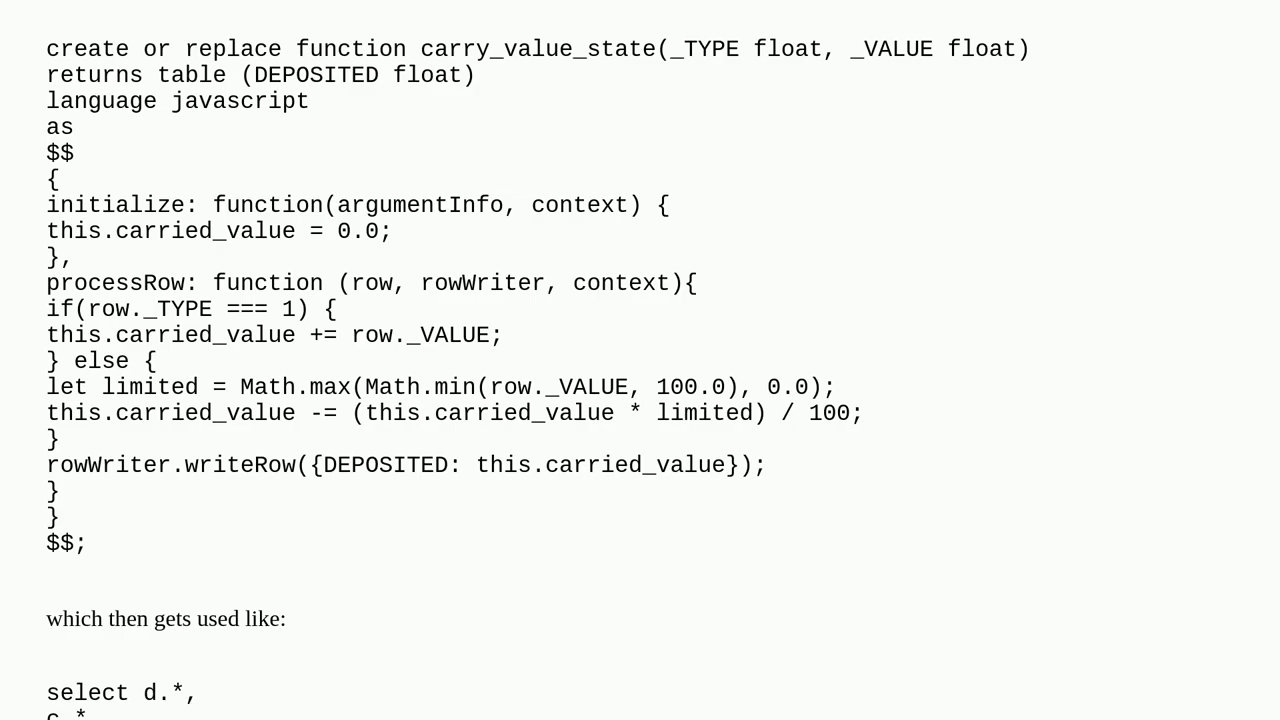 create or replace function carry_value_state(_TYPE float, _VALUE float)
returns table (DEPOSITED float)
language javascript
as
$$
{
initialize: function(argumentInfo, context) {
this.carried_value = 0.0;
},
processRow: function (row, rowWriter, context){
if(row._TYPE === 1) {
this.carried_value += row._VALUE;
} else {
let limited = Math.max(Math.min(row._VALUE, 100.0), 0.0);
this.carried_value -= (this.carried_value * limited) / 100;
}
rowWriter.writeRow({DEPOSITED: this.carried_value});
}
}
$$;
which then gets used like:
select d.*,
c.*